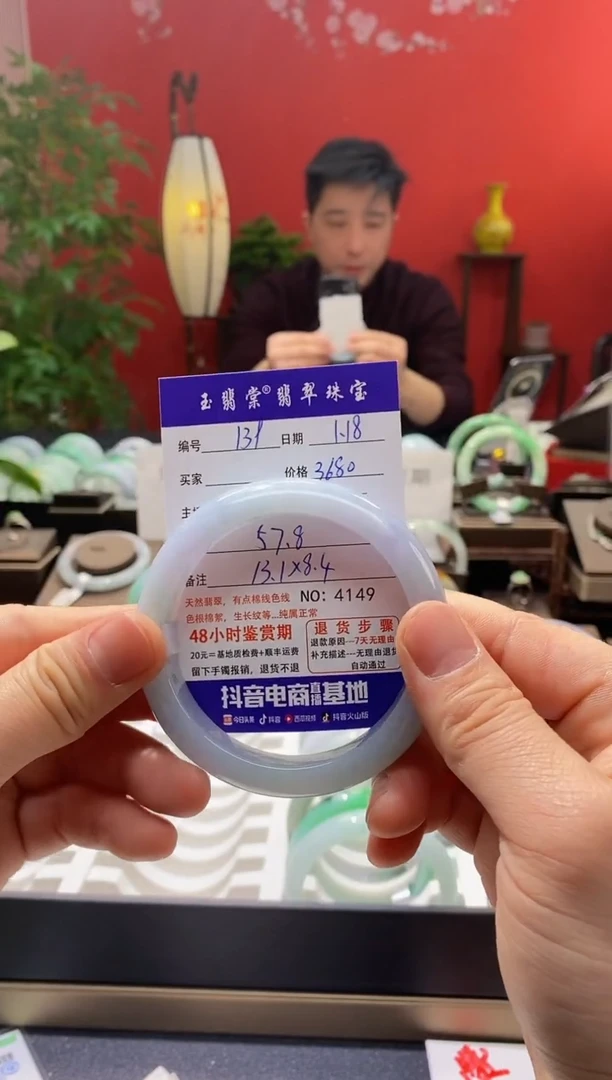 玉翡棠®翡翠珠宝
编号 131 日期 1.18
买家 价格 3680
主
57.8
备注 13.1×8.4
天然翡翠,有点棉线色线 NO: 4149
色根棉絮,生长纹等...纯属正常
48小时鉴赏期
20元=基地质检费+顺丰运费
留下手镯报销,退货不退
退货步骤
退款原因---7天无理由
补充描述---无理由退货
自动通过
抖音电商直播基地
今日头条 抖音 西瓜视频 抖音火山版